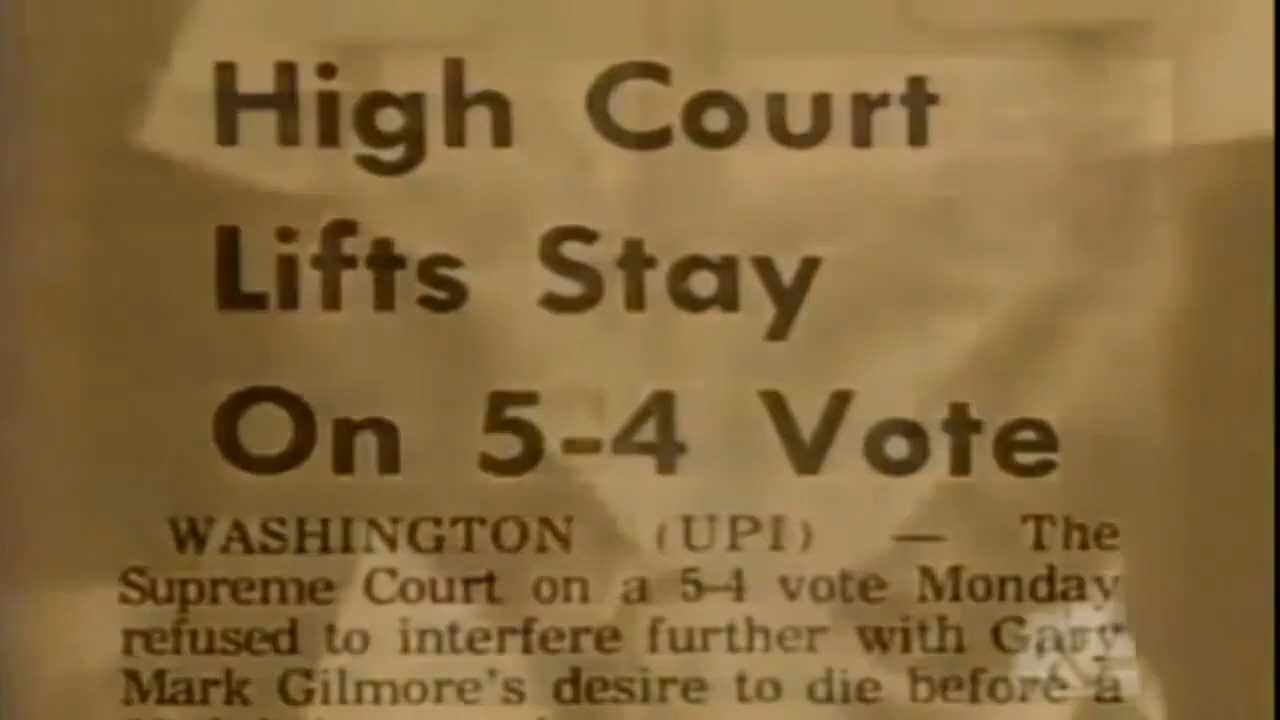 High Court
Lifts Stay
On 5-4 Vote
WASHINGTON (UPI) — The
Supreme Court on a 5-4 vote Monday
refused to interfere further with Gary
Mark Gilmore's desire to die before a